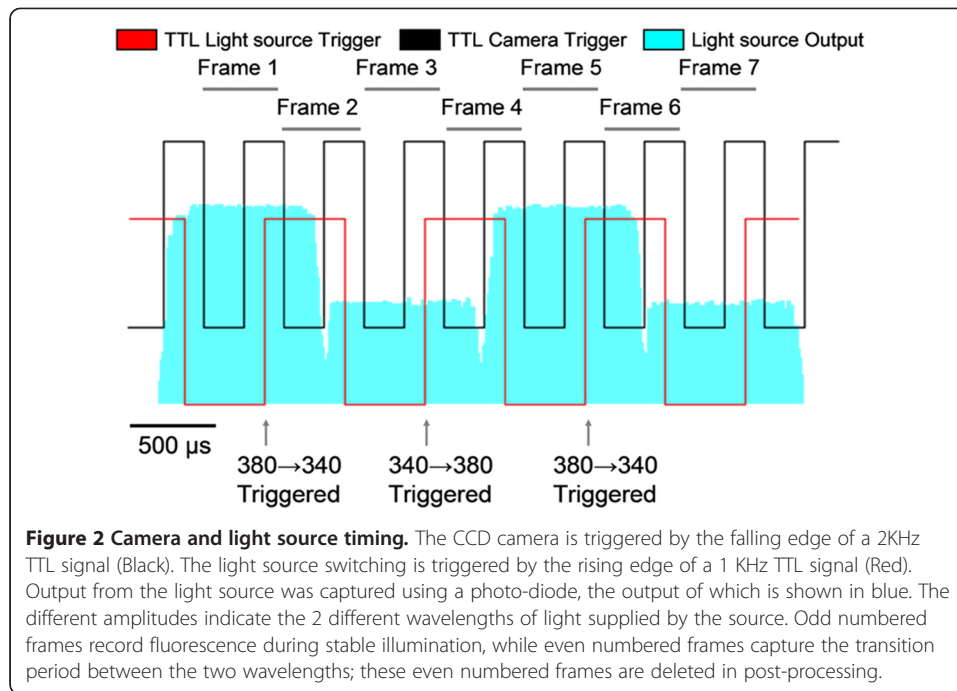 TTL Light source Trigger TTL Camera Trigger Light source Output
Frame 1 Frame 3 Frame 5 Frame 7
Frame 2 Frame 4 Frame 6
500 µs
380→340 340→380 380→340
Triggered Triggered Triggered
Figure 2 Camera and light source timing. The CCD camera is triggered by the falling edge of a 2KHz
TTL signal (Black). The light source switching is triggered by the rising edge of a 1 KHz TTL signal (Red).
Output from the light source was captured using a photo-diode, the output of which is shown in blue. The
different amplitudes indicate the 2 different wavelengths of light supplied by the source. Odd numbered
frames record fluorescence during stable illumination, while even numbered frames capture the transition
period between the two wavelengths; these even numbered frames are deleted in post-processing.